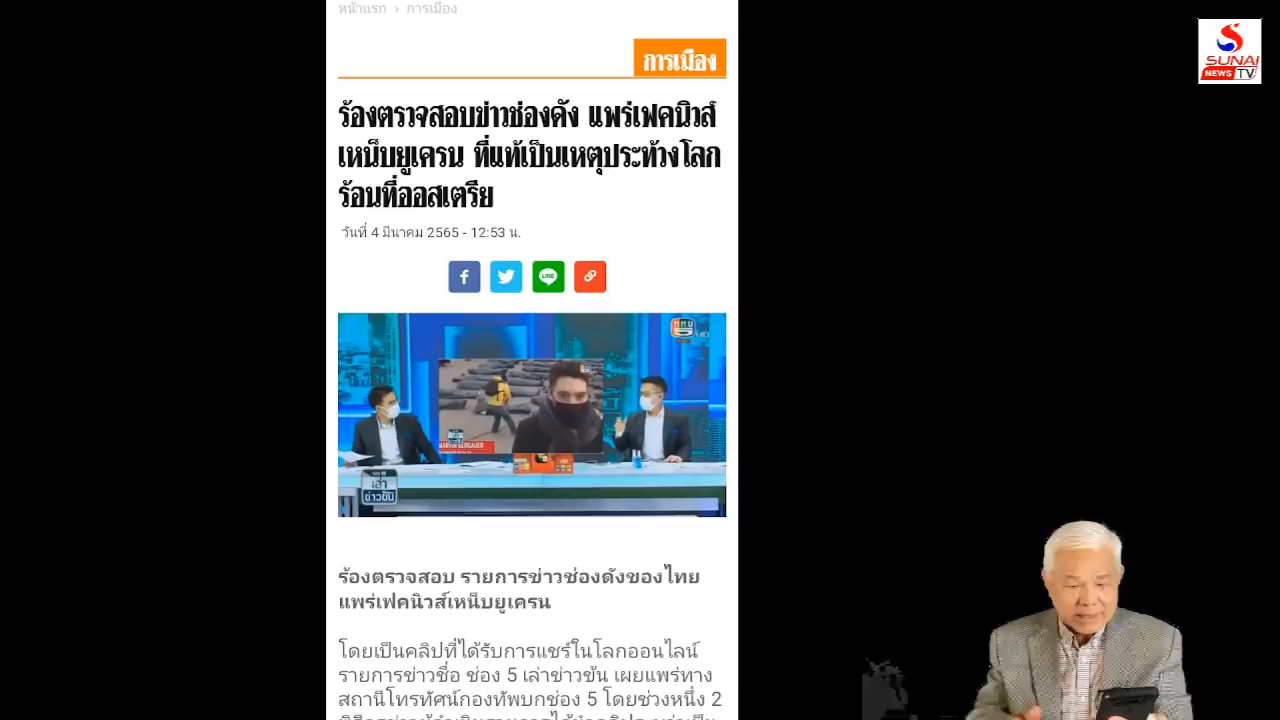 หน้าแรก › การเมือง
SUNAI
NEWS TV
การเมือง
ร้องตรวจสอบข่าวช่องดัง แพร่เฟคนิวส์
เหน็บยูเครน ที่แท้เป็นเหตุประท้วงโลก
ร้อนที่ออสเตรีย
วันที่ 4 มีนาคม 2565 - 12:53 น.
LINE
ททบ
5 HD
เล่า
ข่าวข้น
ร้องตรวจสอบ รายการข่าวช่องดังของไทย
แพร่เฟคนิวส์เหน็บยูเครน
โดยเป็นคลิปที่ได้รับการแชร์ในโลกออนไลน์
รายการข่าวชื่อ ช่อง 5 เล่าข่าวข้น เผยแพร่ทาง
สถานีโทรทัศน์กองทัพบกช่อง 5 โดยช่วงหนึ่ง 2